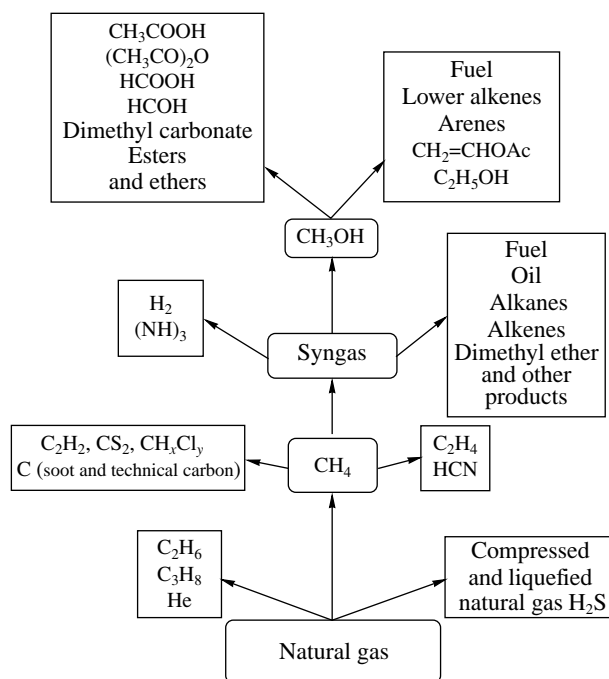 CH₃COOH
(CH₃CO)₂O
HCOOH
HCOH
Dimethyl carbonate
Esters
and ethers
Fuel
Lower alkenes
Arenes
CH₂=CHOAc
C₂H₅OH
CH₃OH
H₂
(NH)₃
Syngas
Fuel
Oil
Alkanes
Alkenes
Dimethyl ether
and other
products
C₂H₂, CS₂, CHₓClᵧ
C (soot and technical carbon)
CH₄
C₂H₄
HCN
C₂H₆
C₃H₈
He
Compressed
and liquefied
natural gas H₂S
Natural gas